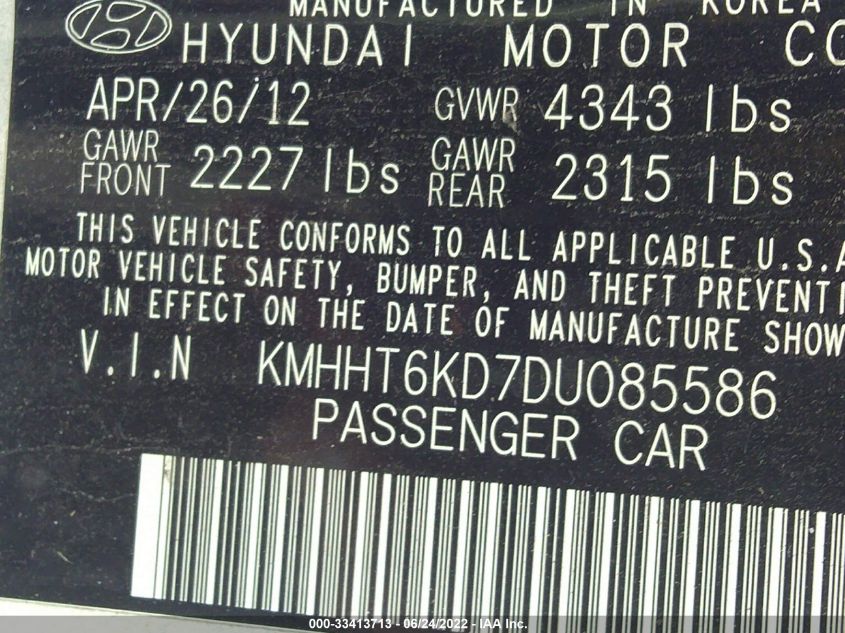 MANUFACTURED IN KOREA
HYUNDAI MOTOR CO
APR/26/12 GVWR 4343 lbs
GAWR FRONT 2227 lbs GAWR REAR 2315 lbs
THIS VEHICLE CONFORMS TO ALL APPLICABLE U.S.A
MOTOR VEHICLE SAFETY, BUMPER, AND THEFT PREVENTI
IN EFFECT ON THE DATE OF MANUFACTURE SHOW
V.I.N KMHHT6KD7DU085586
PASSENGER CAR
000-33413713 - 06/24/2022 - IAA Inc.